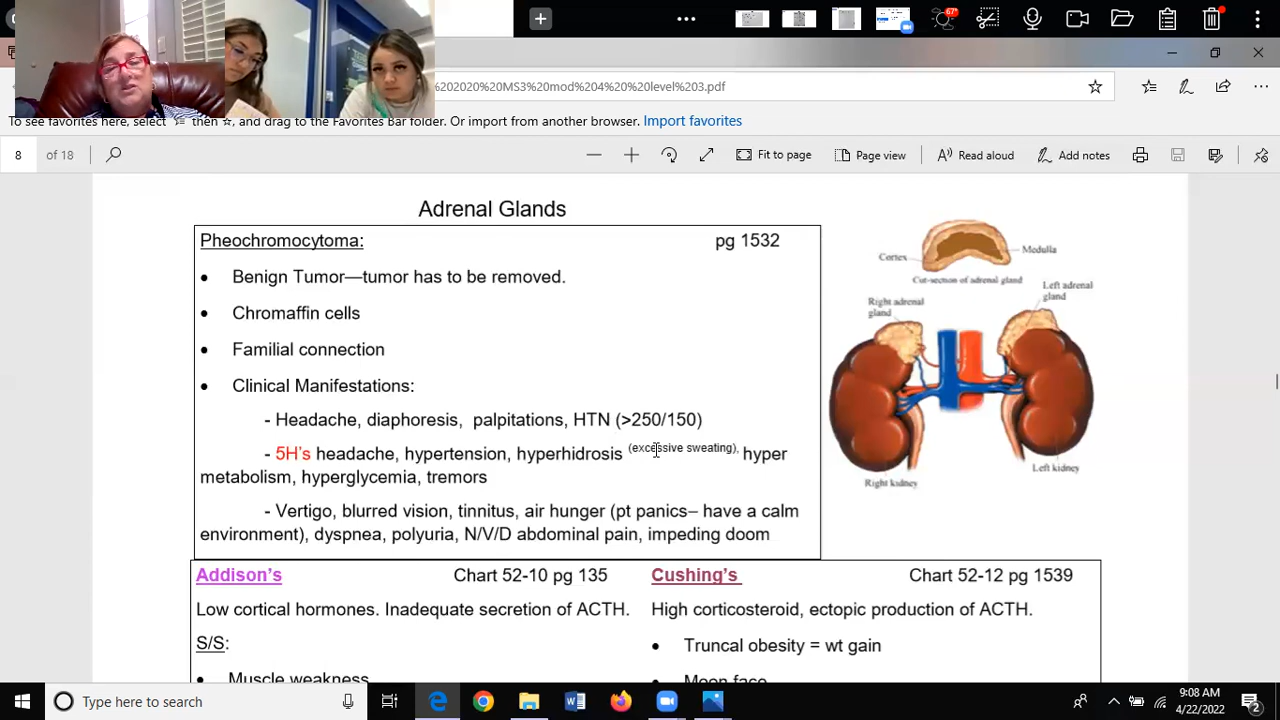 67°
%202020%20MS3%20mod%204%20%20level%203.pdf
To see favorites here, select then ☆, and drag to the Favorites Bar folder. Or import from another browser. Import favorites
8 of 18
Fit to page
Page view
Read aloud
Add notes
Adrenal Glands
Pheochromocytoma: pg 1532
• Benign Tumor—tumor has to be removed.
• Chromaffin cells
• Familial connection
• Clinical Manifestations:
- Headache, diaphoresis, palpitations, HTN (>250/150)
- 5H's headache, hypertension, hyperhidrosis (excessive sweating), hyper
metabolism, hyperglycemia, tremors
- Vertigo, blurred vision, tinnitus, air hunger (pt panics– have a calm
environment), dyspnea, polyuria, N/V/D abdominal pain, impeding doom
Cortex
Medulla
Cut-section of adrenal gland
Right adrenal
gland
Left adrenal
gland
Right kidney
Left kidney
Addison's Chart 52-10 pg 135
Low cortical hormones. Inadequate secretion of ACTH.
S/S:
• Muscle weakness
Cushing's Chart 52-12 pg 1539
High corticosteroid, ectopic production of ACTH.
• Truncal obesity = wt gain
• Moon face
Type here to search
9:08 AM
4/22/2022
2